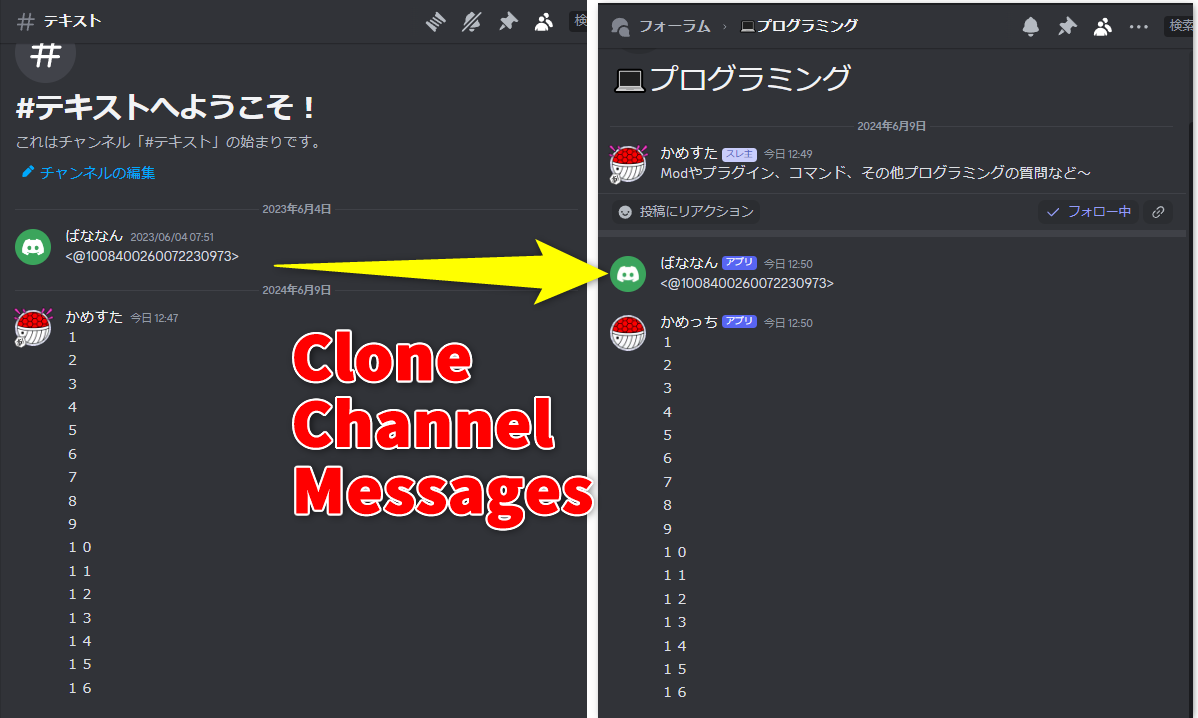 # テキスト
検
#テキストへようこそ！
これはチャンネル「#テキスト」の始まりです。
チャンネルの編集
2023年6月4日
ばななん 2023/06/04 07:51
<@1008400260072230973>
2024年6月9日
かめすた 今日 12:47
1
2
3
4
5
6
7
8
9
１０
１１
１２
１３
１４
１５
１６
Clone
Channel
Messages
フォーラム › 💻プログラミング
検索
💻プログラミング
2024年6月9日
かめすた スレ主 今日 12:49
Modやプラグイン、コマンド、その他プログラミングの質問など～
投稿にリアクション
✓ フォロー中
ばななん アプリ 今日 12:50
<@1008400260072230973>
かめっち アプリ 今日 12:50
1
2
3
4
5
6
7
8
9
１０
１１
１２
１３
１４
１５
１６